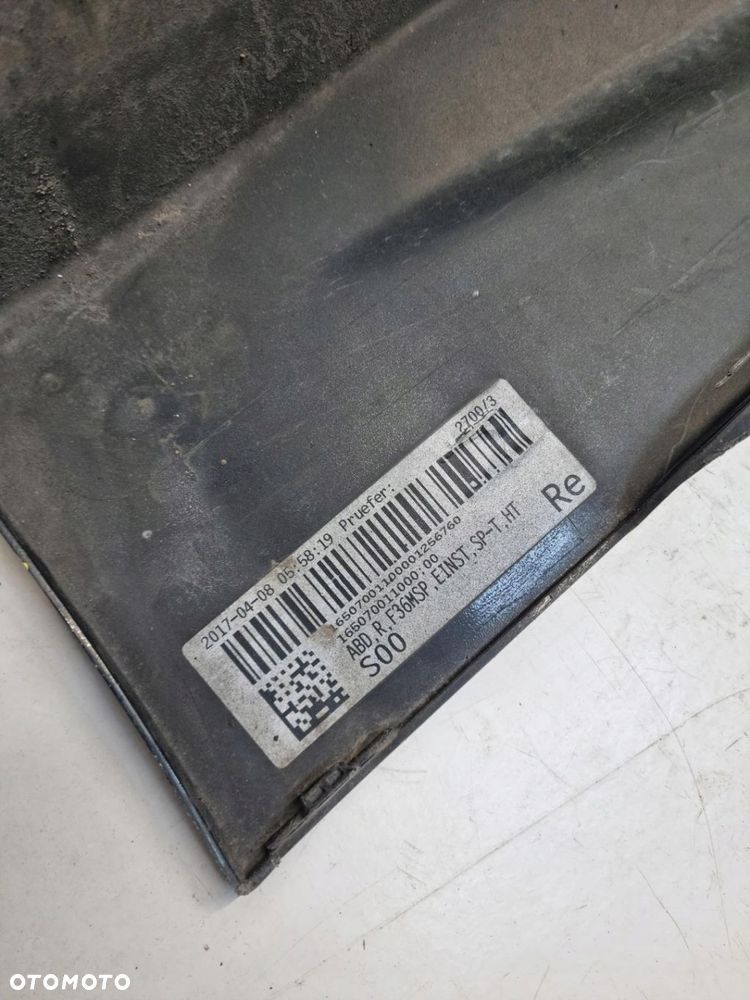 2017-04-08 05:58:19 Pruefer: 2700/3
16507001100001256760
165070011000:00
ABD,R,F36MSP,EINST,SP-T,HT
S00
Re
OTOMOTO